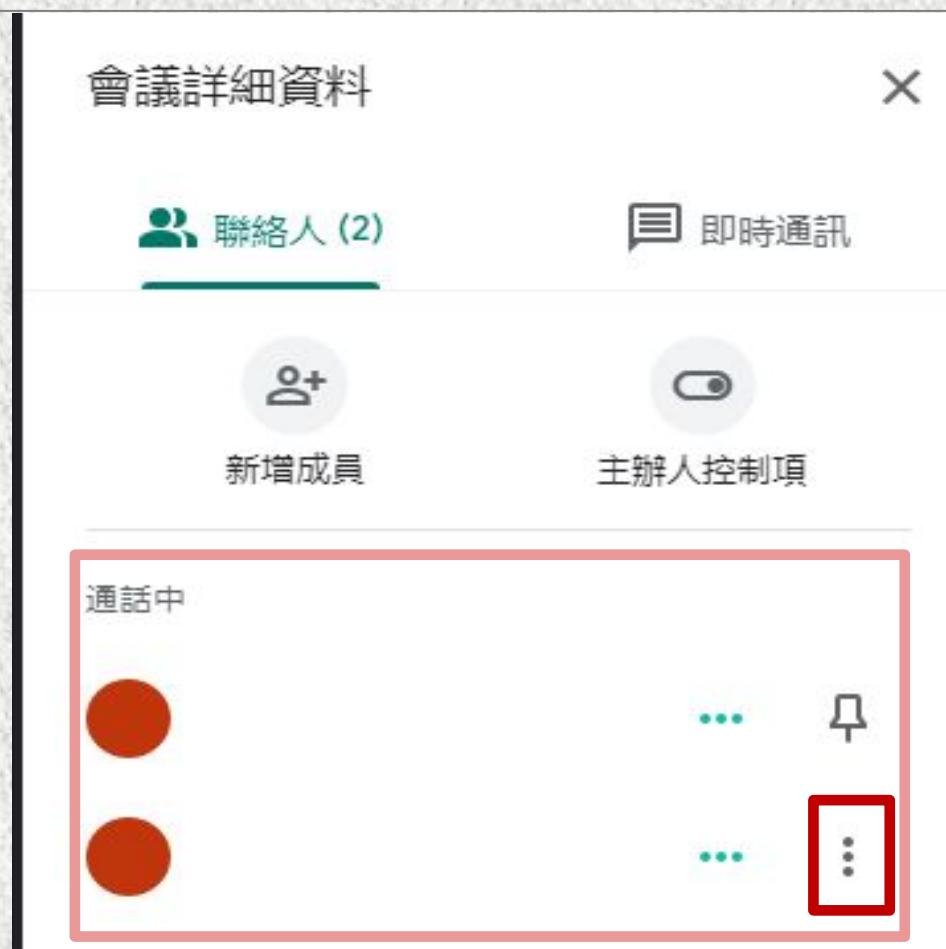 會議詳細資料
聯絡人 (2)
即時通訊
新增成員
主辦人控制項
通話中